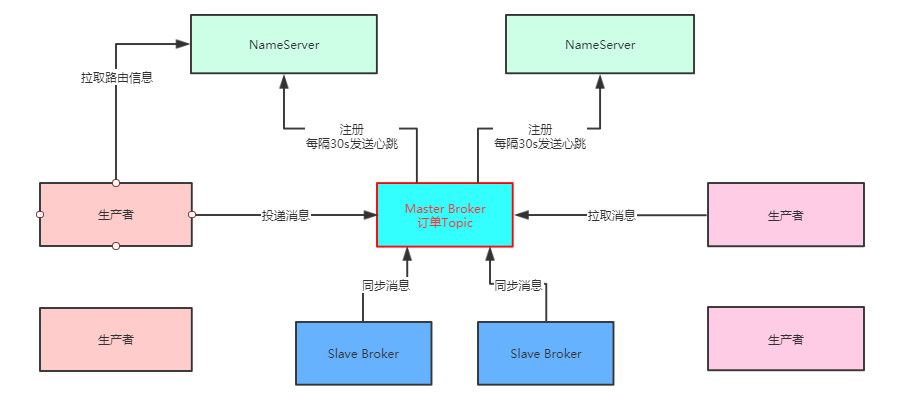 NameServer
NameServer
拉取路由信息
注册
每隔30s发送心跳
注册
每隔30s发送心跳
生产者
投递消息
Master Broker
订单Topic
拉取消息
生产者
同步消息
同步消息
生产者
Slave Broker
Slave Broker
生产者